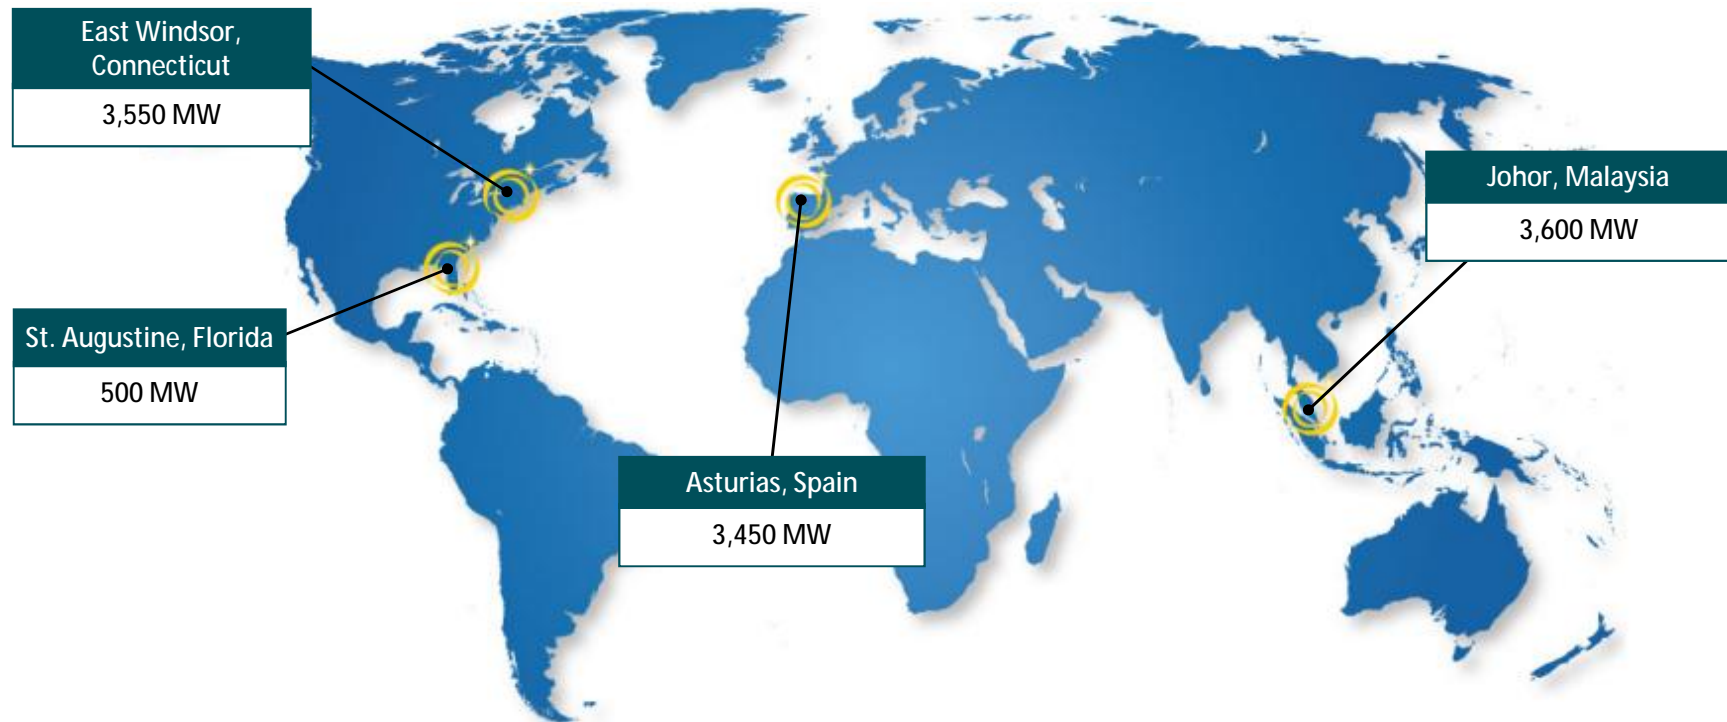 East Windsor,
Connecticut
3,550 MW
St. Augustine, Florida
500 MW
Asturias, Spain
3,450 MW
Johor, Malaysia
3,600 MW